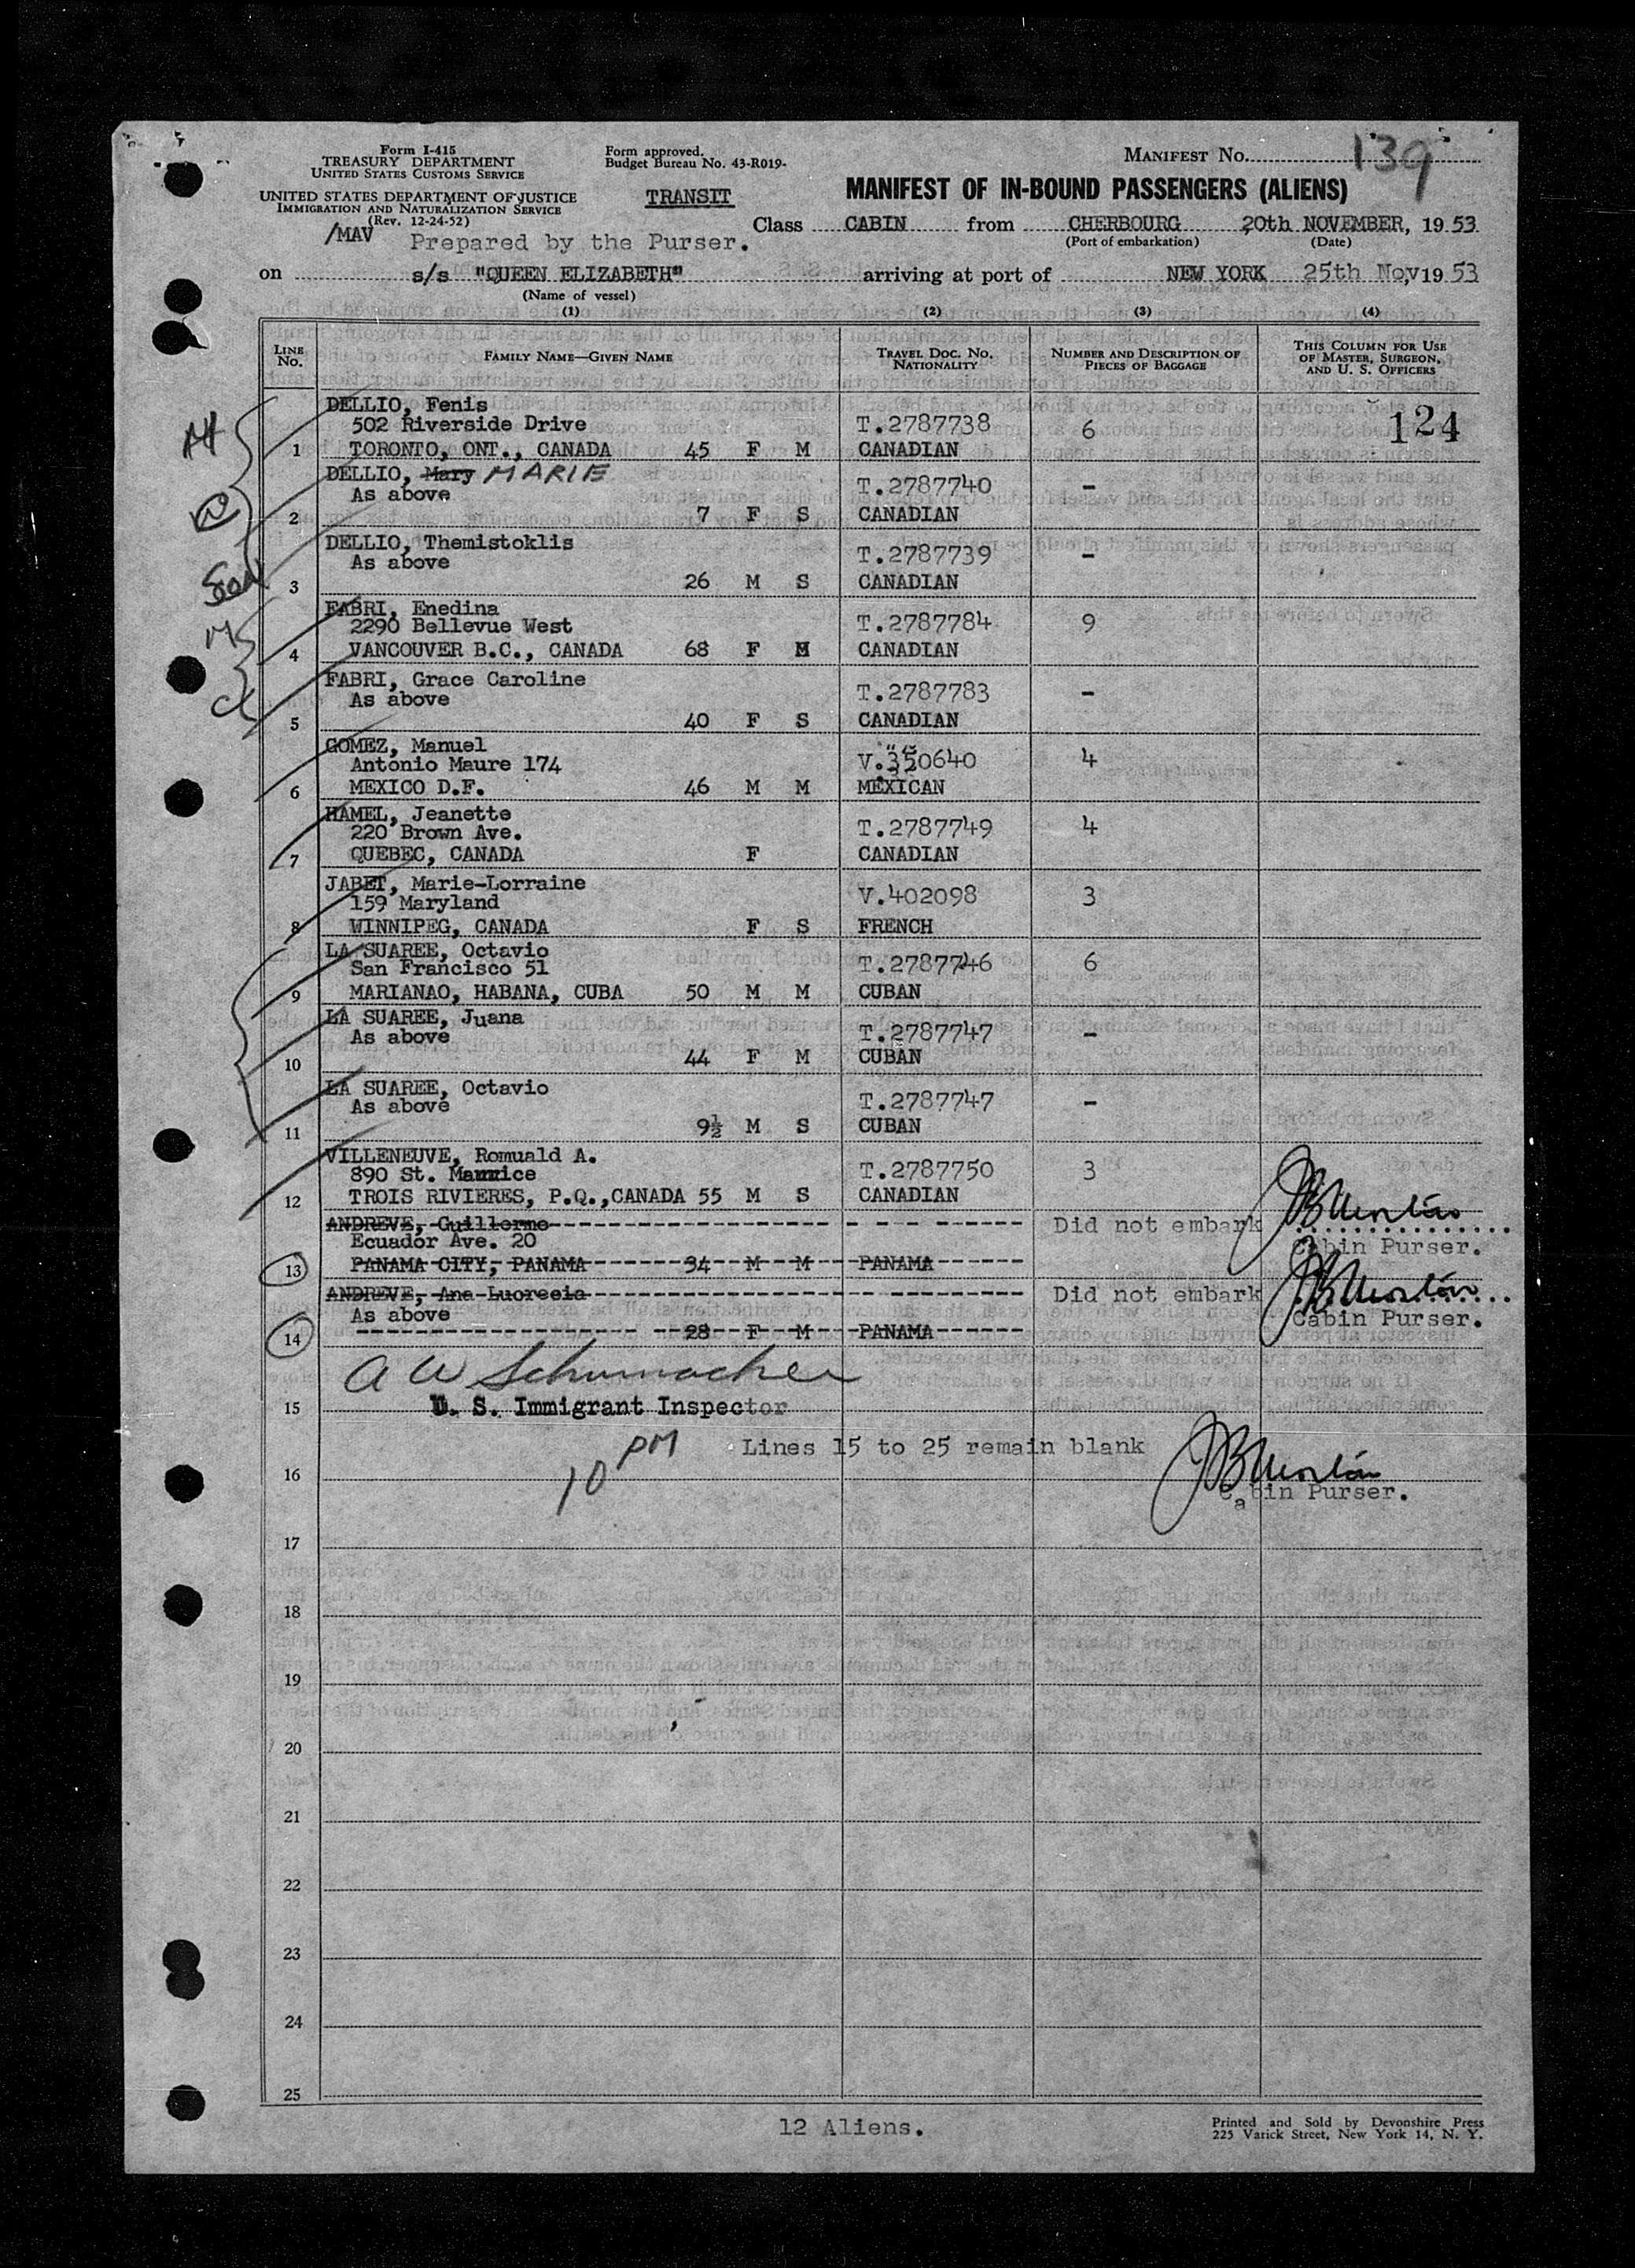 Form I-415
TREASURY DEPARTMENT
UNITED STATES CUSTOMS SERVICE
UNITED STATES DEPARTMENT OF JUSTICE
IMMIGRATION AND NATURALIZATION SERVICE
(Rev. 12-24-52)
Form approved.
Budget Bureau No. 43-R019-
TRANSIT
MANIFEST NO. 139
MANIFEST OF IN-BOUND PASSENGERS (ALIENS)
Class CABIN from CHERBOURG 20th NOVEMBER, 1953
(Port of embarkation) (Date)
/MAV Prepared by the Purser.
on s/s "QUEEN ELIZABETH" arriving at port of NEW YORK 25th Nov, 1953
(Name of vessel)
(1) (2) (3) (4)
LINE NO. FAMILY NAME—GIVEN NAME TRAVEL DOC. NO. NATIONALITY NUMBER AND DESCRIPTION OF PIECES OF BAGGAGE THIS COLUMN FOR USE OF MASTER, SURGEON, AND U. S. OFFICERS
DELLIO, Fenis
502 Riverside Drive T.2787738 6 124
1 TORONTO, ONT., CANADA 45 F M CANADIAN
DELLIO, Mary MARIE
As above T.2787740 -
2 7 F S CANADIAN
DELLIO, Themistoklis
As above T.2787739 -
3 26 M S CANADIAN
FABRI, Enedina
2290 Bellevue West T.2787784 9
4 VANCOUVER B.C., CANADA 68 F M CANADIAN
FABRI, Grace Caroline
As above T.2787783 -
5 40 F S CANADIAN
GOMEZ, Manuel
Antonio Maure 174 V.350640 4
6 MEXICO D.F. 46 M M MEXICAN
HAMEL, Jeanette
220 Brown Ave. T.2787749 4
7 QUEBEC, CANADA F CANADIAN
JABET, Marie-Lorraine
159 Maryland V.402098 3
8 WINNIPEG, CANADA F S FRENCH
LA SUAREE, Octavio
San Francisco 51 T.2787746 6
9 MARIANAO, HABANA, CUBA 50 M M CUBAN
LA SUAREE, Juana
As above T.2787747 -
10 44 F M CUBAN
LA SUAREE, Octavio
As above T.2787747 -
11 9½ M S CUBAN
VILLENEUVE, Romuald A.
890 St. Maurice T.2787750 3
12 TROIS RIVIERES, P.Q.,CANADA 55 M S CANADIAN
ANDREVE, Guillermo Did not embark
Ecuador Ave. 20 Cabin Purser.
13 PANAMA CITY, PANAMA 34 M M PANAMA
ANDREVE, Ana Lucrecia Did not embark
As above Cabin Purser.
14 28 F M PANAMA
A W Schumacher
15 U. S. Immigrant Inspector
10 PM Lines 15 to 25 remain blank
16 Cabin Purser.
17
18
19
20
21
22
23
24
25
12 Aliens.
Printed and Sold by Devonshire Press
225 Varick Street, New York 14, N. Y.